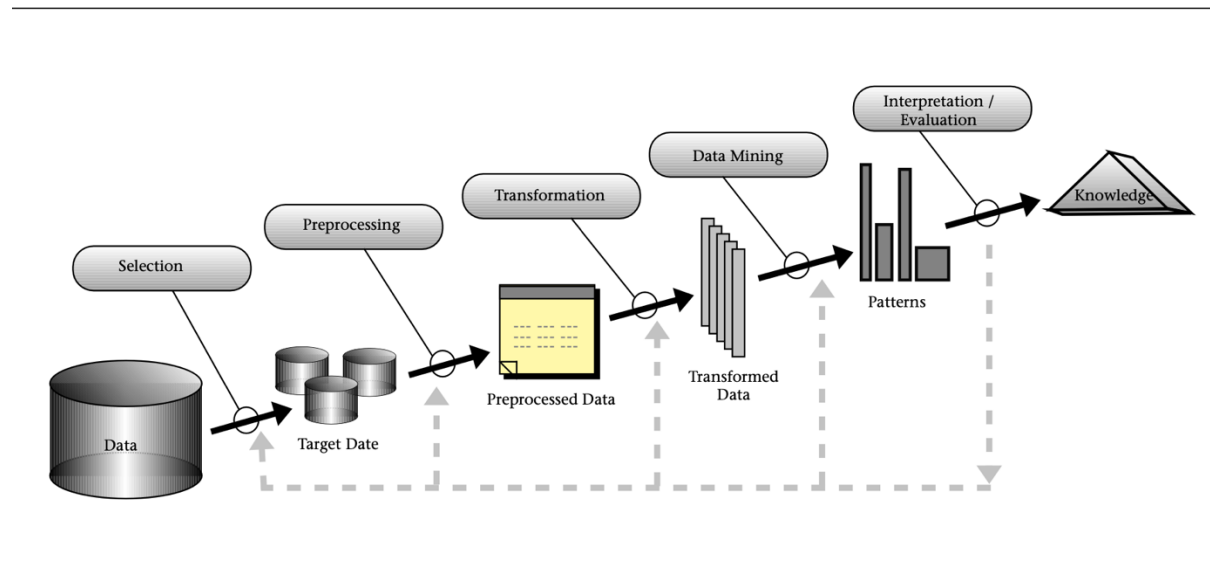 Interpretation /
Evaluation
Data Mining
Transformation
Preprocessing
Selection
Knowledge
Patterns
Transformed
Data
Preprocessed Data
Target Date
Data